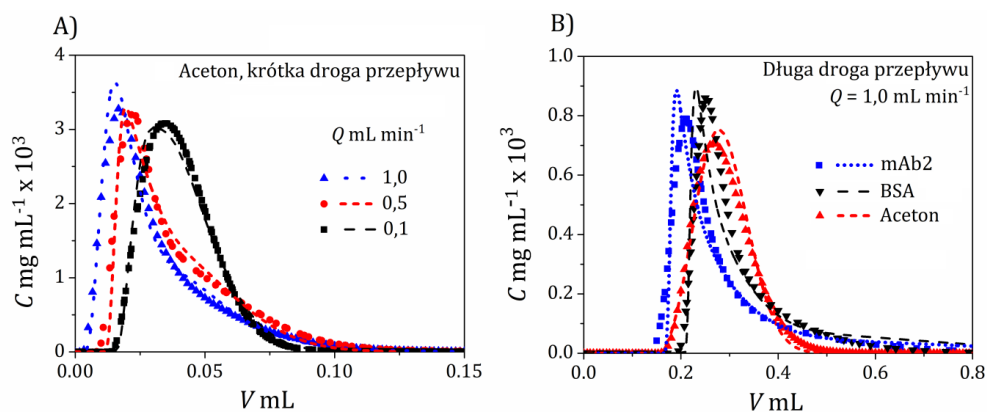 A)
Aceton, krótka droga przepływu
Q mL min⁻¹
1,0
0,5
0,1
4
3
2
1
0
0.00 0.05 0.10 0.15
C mg mL⁻¹ x 10³
V mL
B)
Długa droga przepływu
Q = 1,0 mL min⁻¹
mAb2
BSA
Aceton
1.0
0.8
0.6
0.4
0.2
0.0
0.0 0.2 0.4 0.6 0.8
C mg mL⁻¹ x 10³
V mL